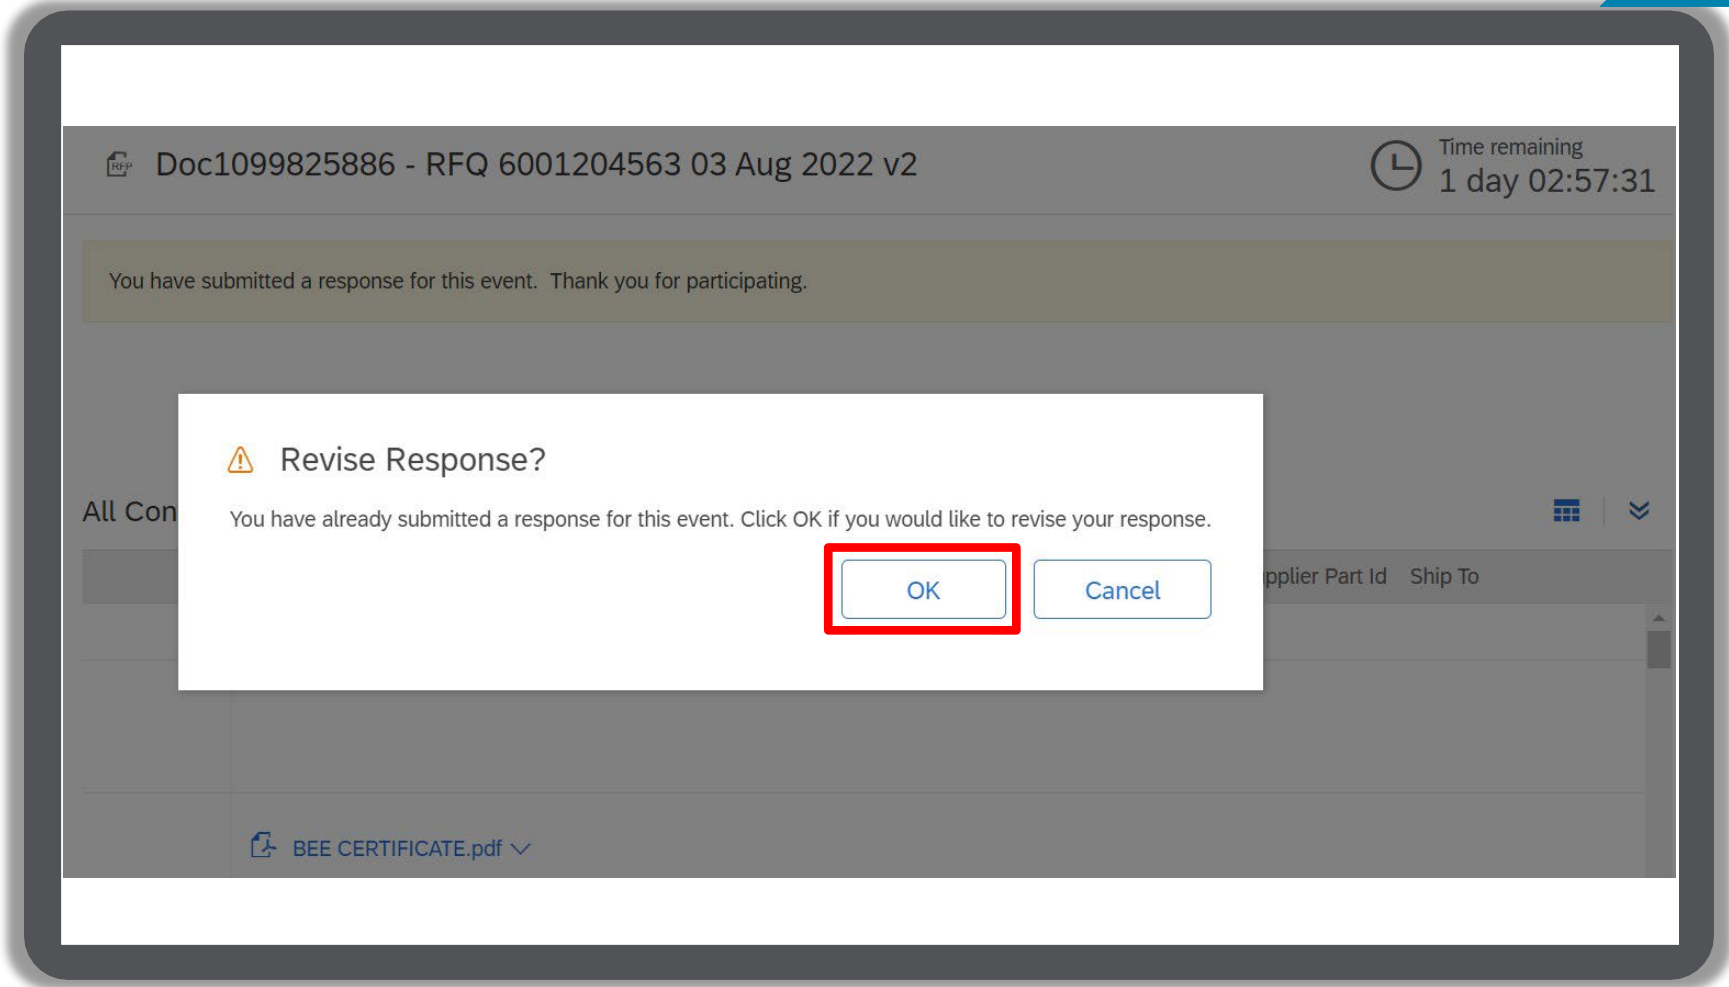 RFP
Doc1099825886 - RFQ 6001204563 03 Aug 2022 v2
Time remaining
1 day 02:57:31
You have submitted a response for this event. Thank you for participating.
Revise Response?
You have already submitted a response for this event. Click OK if you would like to revise your response.
OK
Cancel
All Con
pplier Part Id Ship To
BEE CERTIFICATE.pdf